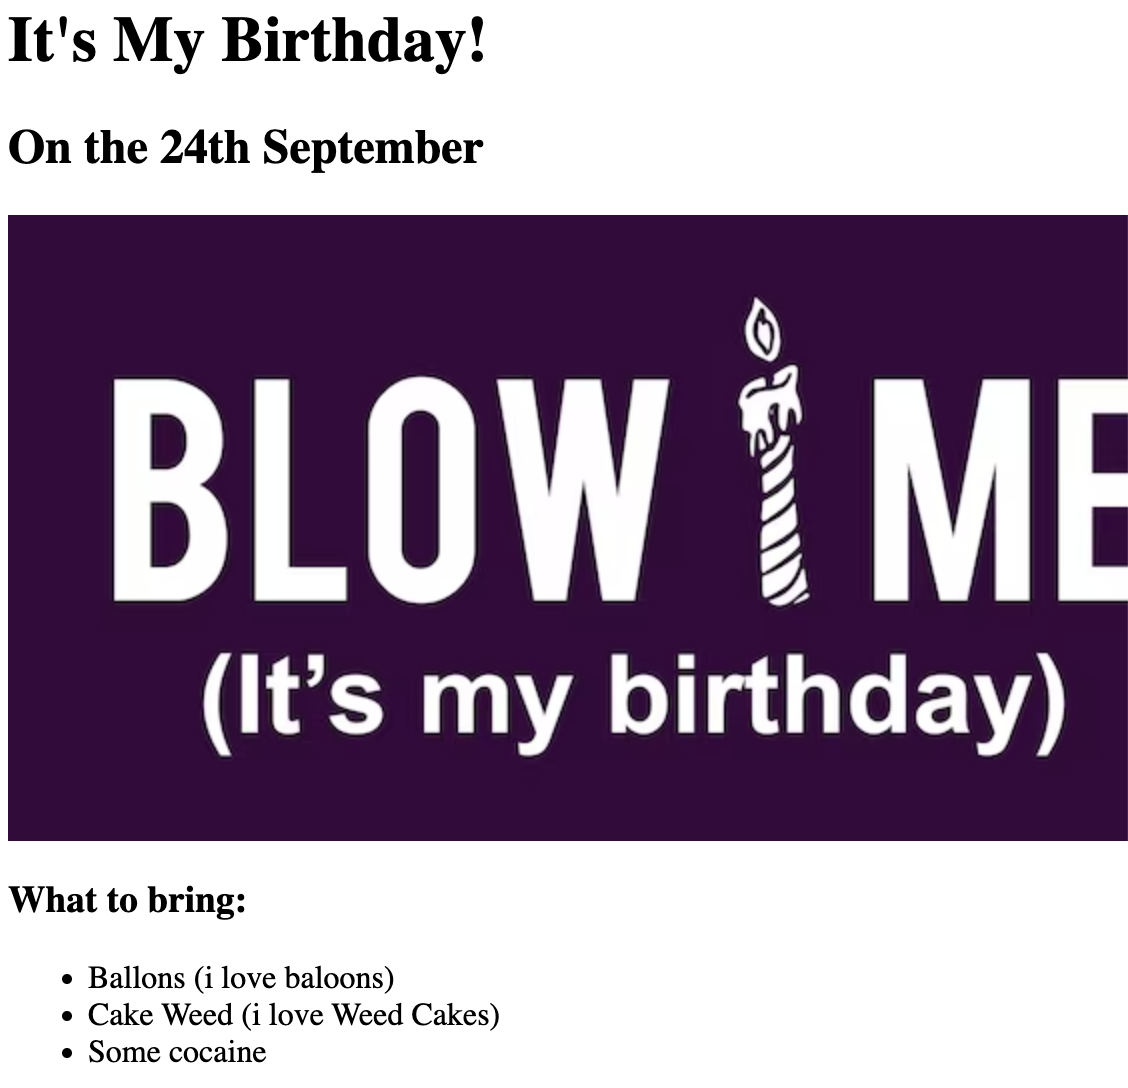 It's My Birthday!
On the 24th September
BLOW ME
(It’s my birthday)
What to bring:
• Ballons (i love baloons)
• Cake Weed (i love Weed Cakes)
• Some cocaine